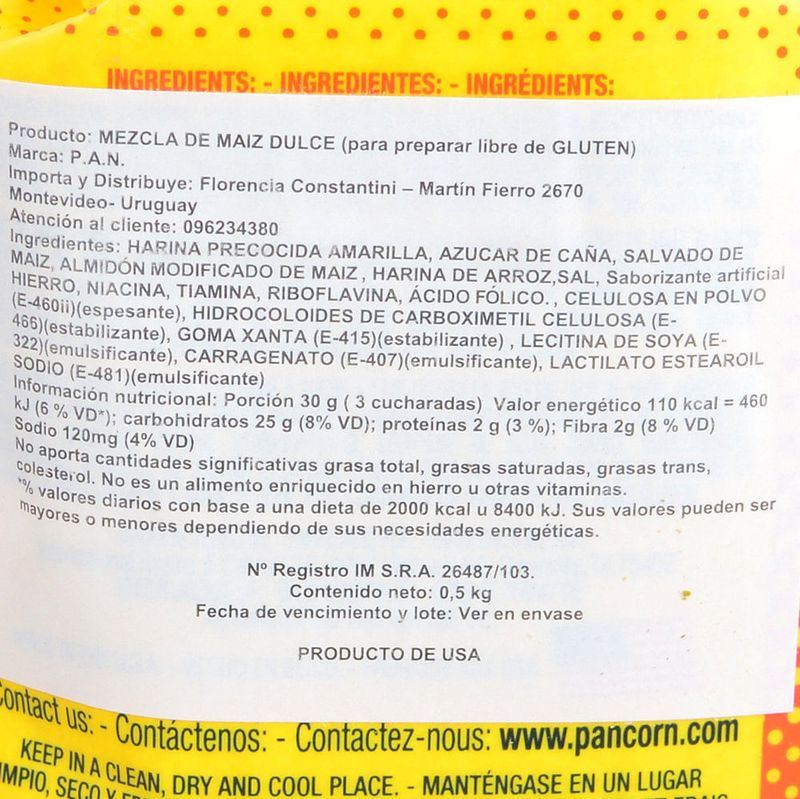 INGREDIENTS: - INGREDIENTES: - INGRÉDIENTS:
Producto: MEZCLA DE MAIZ DULCE (para preparar libre de GLUTEN)
Marca: P.A.N.
Importa y Distribuye: Florencia Constantini – Martín Fierro 2670
Montevideo- Uruguay
Atención al cliente: 096234380
Ingredientes: HARINA PRECOCIDA AMARILLA, AZUCAR DE CAÑA, SALVADO DE
MAIZ, ALMIDÓN MODIFICADO DE MAIZ, HARINA DE ARROZ,SAL, Saborizante artificial
HIERRO, NIACINA, TIAMINA, RIBOFLAVINA, ÁCIDO FÓLICO. , CELULOSA EN POLVO
(E-460ii)(espesante), HIDROCOLOIDES DE CARBOXIMETIL CELULOSA (E-
466)(estabilizante), GOMA XANTA (E-415)(estabilizante) , LECITINA DE SOYA (E-
322)(emulsificante), CARRAGENATO (E-407)(emulsificante), LACTILATO ESTEAROIL
SODIO (E-481)(emulsificante)
Información nutricional: Porción 30 g ( 3 cucharadas) Valor energético 110 kcal = 460
kJ (6 % VD*); carbohidratos 25 g (8% VD); proteínas 2 g (3 %); Fibra 2g (8 % VD)
Sodio 120mg (4% VD)
No aporta cantidades significativas grasa total, grasas saturadas, grasas trans,
colesterol. No es un alimento enriquecido en hierro u otras vitaminas.
*% valores diarios con base a una dieta de 2000 kcal u 8400 kJ. Sus valores pueden ser
mayores o menores dependiendo de sus necesidades energéticas.
Nº Registro IM S.R.A. 26487/103.
Contenido neto: 0,5 kg
Fecha de vencimiento y lote: Ver en envase
PRODUCTO DE USA
Contact us: - Contáctenos: - Contactez-nous: www.pancorn.com
KEEP IN A CLEAN, DRY AND COOL PLACE. - MANTÉNGASE EN UN LUGAR
IMPIO, SECO Y